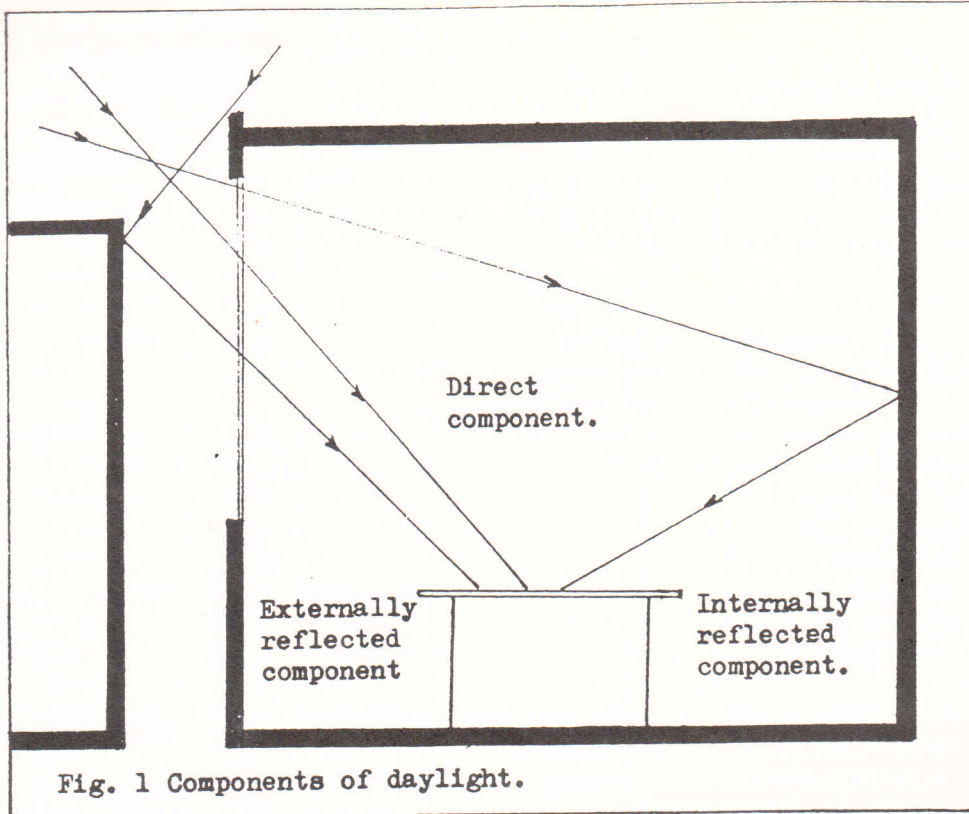 Direct
component.
Externally
reflected
component
Internally
reflected
component.
Fig. 1 Components of daylight.